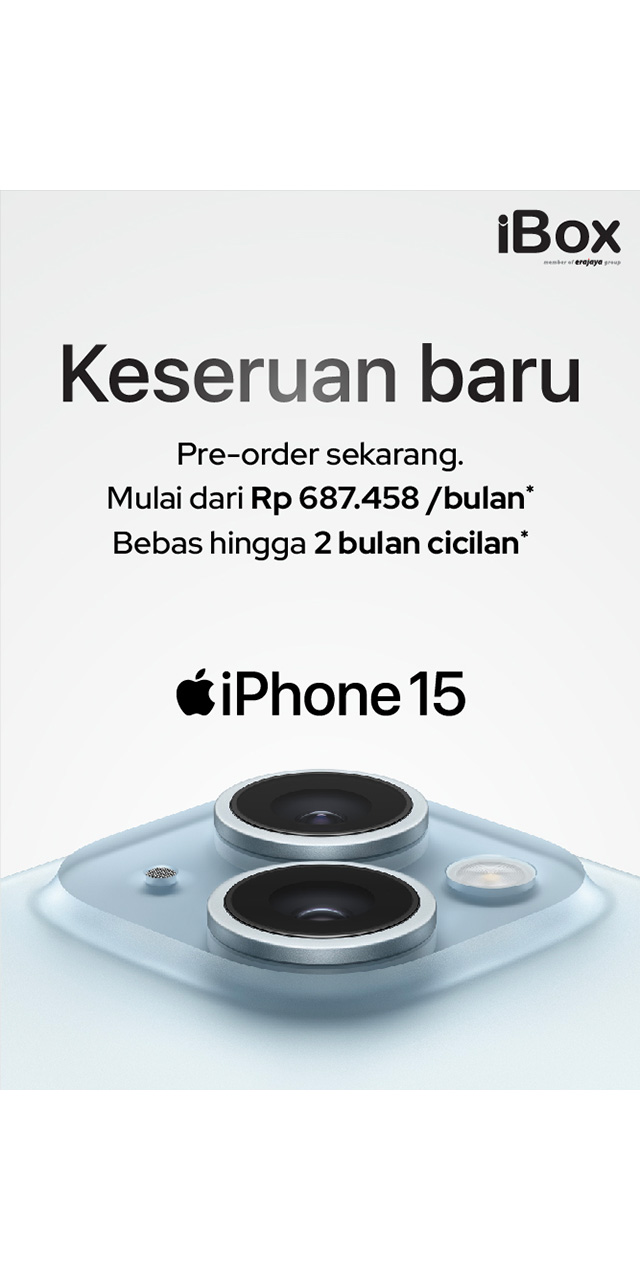 iBox
member of erajaya group
Keseruan baru
Pre-order sekarang.
Mulai dari Rp 687.458 /bulan*
Bebas hingga 2 bulan cicilan*
iPhone 15